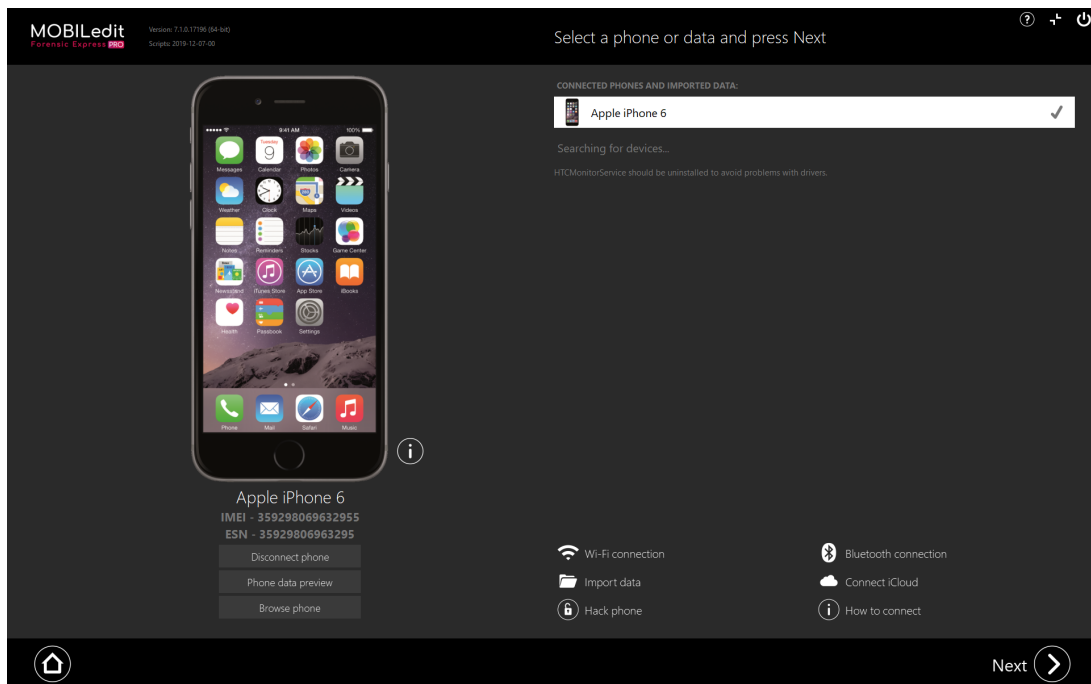 MOBILedit
Forensic Express PRO
Version: 7.1.0.17196 (64-bit)
Scripts: 2019-12-07-00
Select a phone or data and press Next
?
CONNECTED PHONES AND IMPORTED DATA:
Apple iPhone 6
Searching for devices...
HTCMonitorService should be uninstalled to avoid problems with drivers.
9:41 AM 100%
Tuesday
9
Messages Calendar Photos Camera
Weather Clock Maps Videos
Notes Reminders Stocks Game Center
Newsstand iTunes Store App Store iBooks
Health Passbook Settings
Phone Mail Safari Music
i
Apple iPhone 6
IMEI - 359298069632955
ESN - 35929806963295
Disconnect phone
Phone data preview
Browse phone
Wi-Fi connection
Bluetooth connection
Import data
Connect iCloud
Hack phone
i How to connect
Next